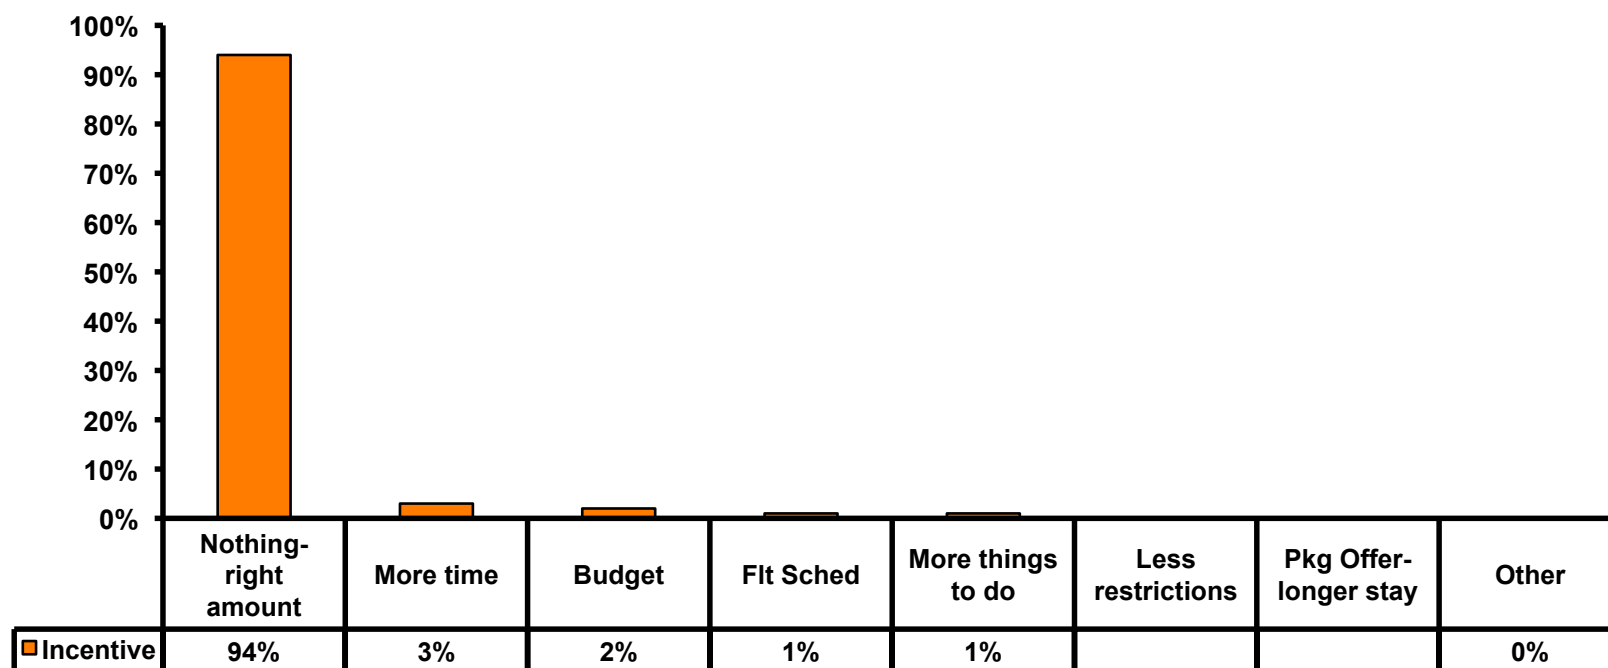 100%
90%
80%
70%
60%
50%
40%
30%
20%
10%
0%
Nothing-
right
amount
More time
Budget
Flt Sched
More things
to do
Less
restrictions
Pkg Offer-
longer stay
Other
Incentive 94% 3% 2% 1% 1% 0%